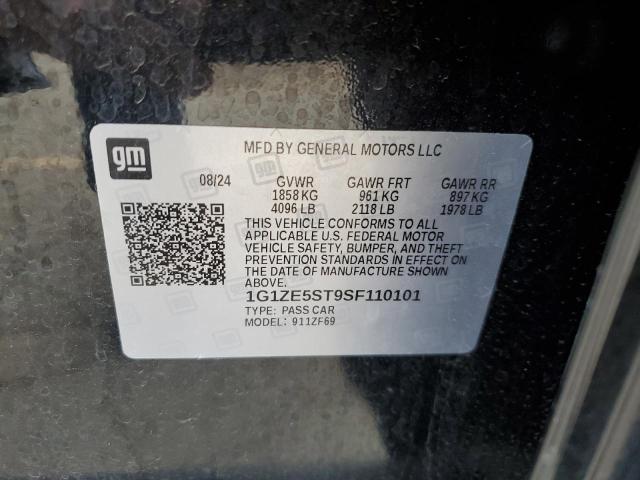 gm
MFD BY GENERAL MOTORS LLC
08/24 GVWR GAWR FRT GAWR RR
1858 KG 961 KG 897 KG
4096 LB 2118 LB 1978 LB
THIS VEHICLE CONFORMS TO ALL
APPLICABLE U.S. FEDERAL MOTOR
VEHICLE SAFETY, BUMPER, AND THEFT
PREVENTION STANDARDS IN EFFECT ON
THE DATE OF MANUFACTURE SHOWN
ABOVE.
1G1ZE5ST9SF110101
TYPE: PASS CAR
MODEL: 911ZF69